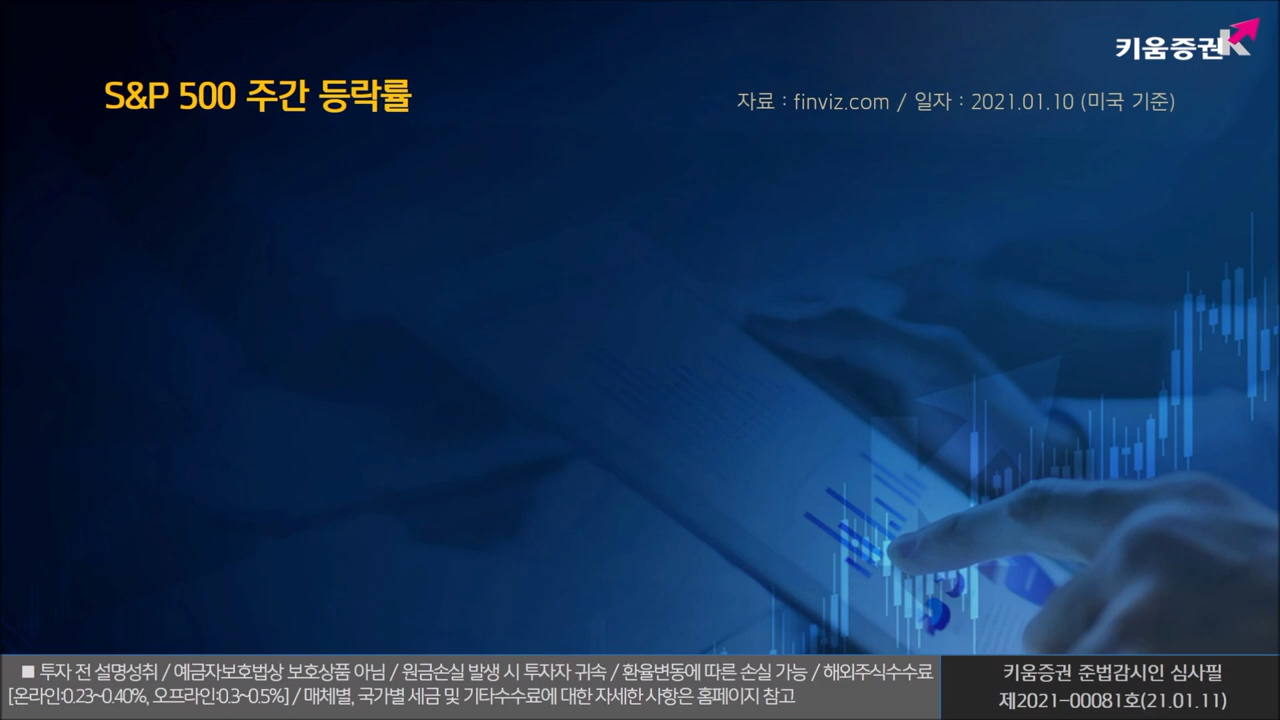 키움증권
S&P 500 주간 등락률
자료 : finviz.com / 일자 : 2021.01.10 (미국 기준)
■ 투자 전 설명성취 / 예금자보호법상 보호상품 아님 / 원금손실 발생 시 투자자 귀속 / 환율변동에 따른 손실 가능 / 해외주식수수료
[온라인:0.23~0.40%, 오프라인:0.3~0.5%] / 매체별, 국가별 세금 및 기타수수료에 대한 자세한 사항은 홈페이지 참고
키움증권 준법감시인 심사필
제2021-00081호(21.01.11)